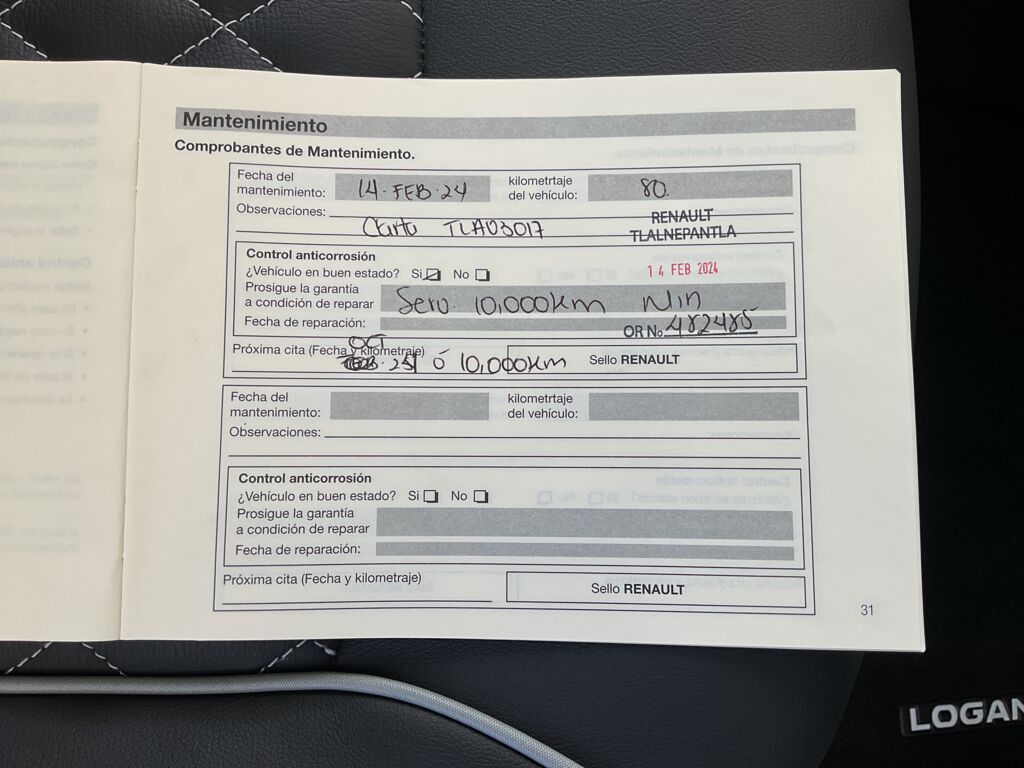 Mantenimiento
Comprobantes de Mantenimiento.
Fecha del mantenimiento: 14·FEB·24 kilometrtaje del vehículo: 80
Observaciones: RENAULT
Carta TLA03017 TLALNEPANTLA
Control anticorrosión
¿Vehículo en buen estado? Si No 14 FEB 2024
Prosigue la garantía
a condición de reparar Serv. 10,000km
Fecha de reparación: OR No. 482485
OCT
Próxima cita (Fecha y kilometraje) Sello RENAULT
ó 10,000km
Fecha del mantenimiento: kilometrtaje del vehículo:
Observaciones:
Control anticorrosión
¿Vehículo en buen estado? Si No
Prosigue la garantía
a condición de reparar
Fecha de reparación:
Próxima cita (Fecha y kilometraje) Sello RENAULT
31
LOGAN